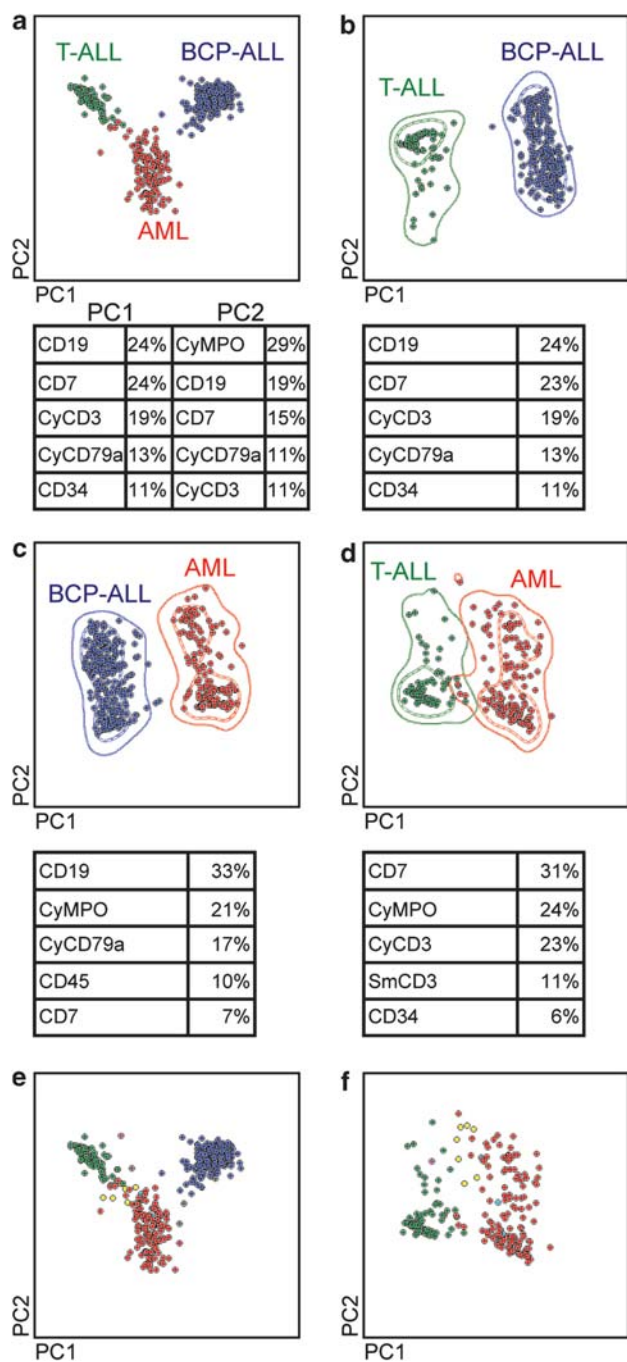 a
T-ALL
BCP-ALL
AML
PC2
PC1
b
T-ALL
BCP-ALL
PC2
PC1
PC1 PC2
CD19 24% CyMPO 29%
CD7 24% CD19 19%
CyCD3 19% CD7 15%
CyCD79a 13% CyCD79a 11%
CD34 11% CyCD3 11%
CD19 24%
CD7 23%
CyCD3 19%
CyCD79a 13%
CD34 11%
c
BCP-ALL
AML
PC2
PC1
d
T-ALL
AML
PC2
PC1
CD19 33%
CyMPO 21%
CyCD79a 17%
CD45 10%
CD7 7%
CD7 31%
CyMPO 24%
CyCD3 23%
SmCD3 11%
CD34 6%
e
PC2
PC1
f
PC2
PC1